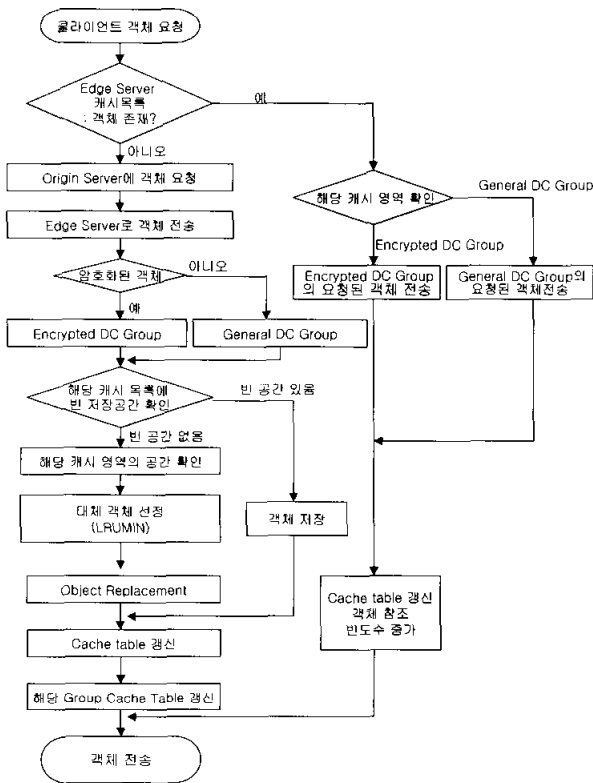 클라이언트 객체 요청
Edge Server
캐시목록
: 객체 존재?
예
아니오
Origin Server에 객체 요청
해당 캐시 영역 확인
General DC Group
Edge Server로 객체 전송
Encrypted DC Group
암호화된 객체
아니오
Encrypted DC Group
의 요청된 객체 전송
General DC Group의
요청된 객체전송
예
Encrypted DC Group
General DC Group
해당 캐시 목록에
빈 저장공간 확인
빈 공간 있음
빈 공간 없음
해당 캐시 영역의 공간 확인
대체 객체 선정
(LRUMIN)
객체 저장
Object Replacement
Cache table 갱신
객체 참조
빈도수 증가
Cache table 갱신
해당 Group Cache Table 갱신
객체 전송